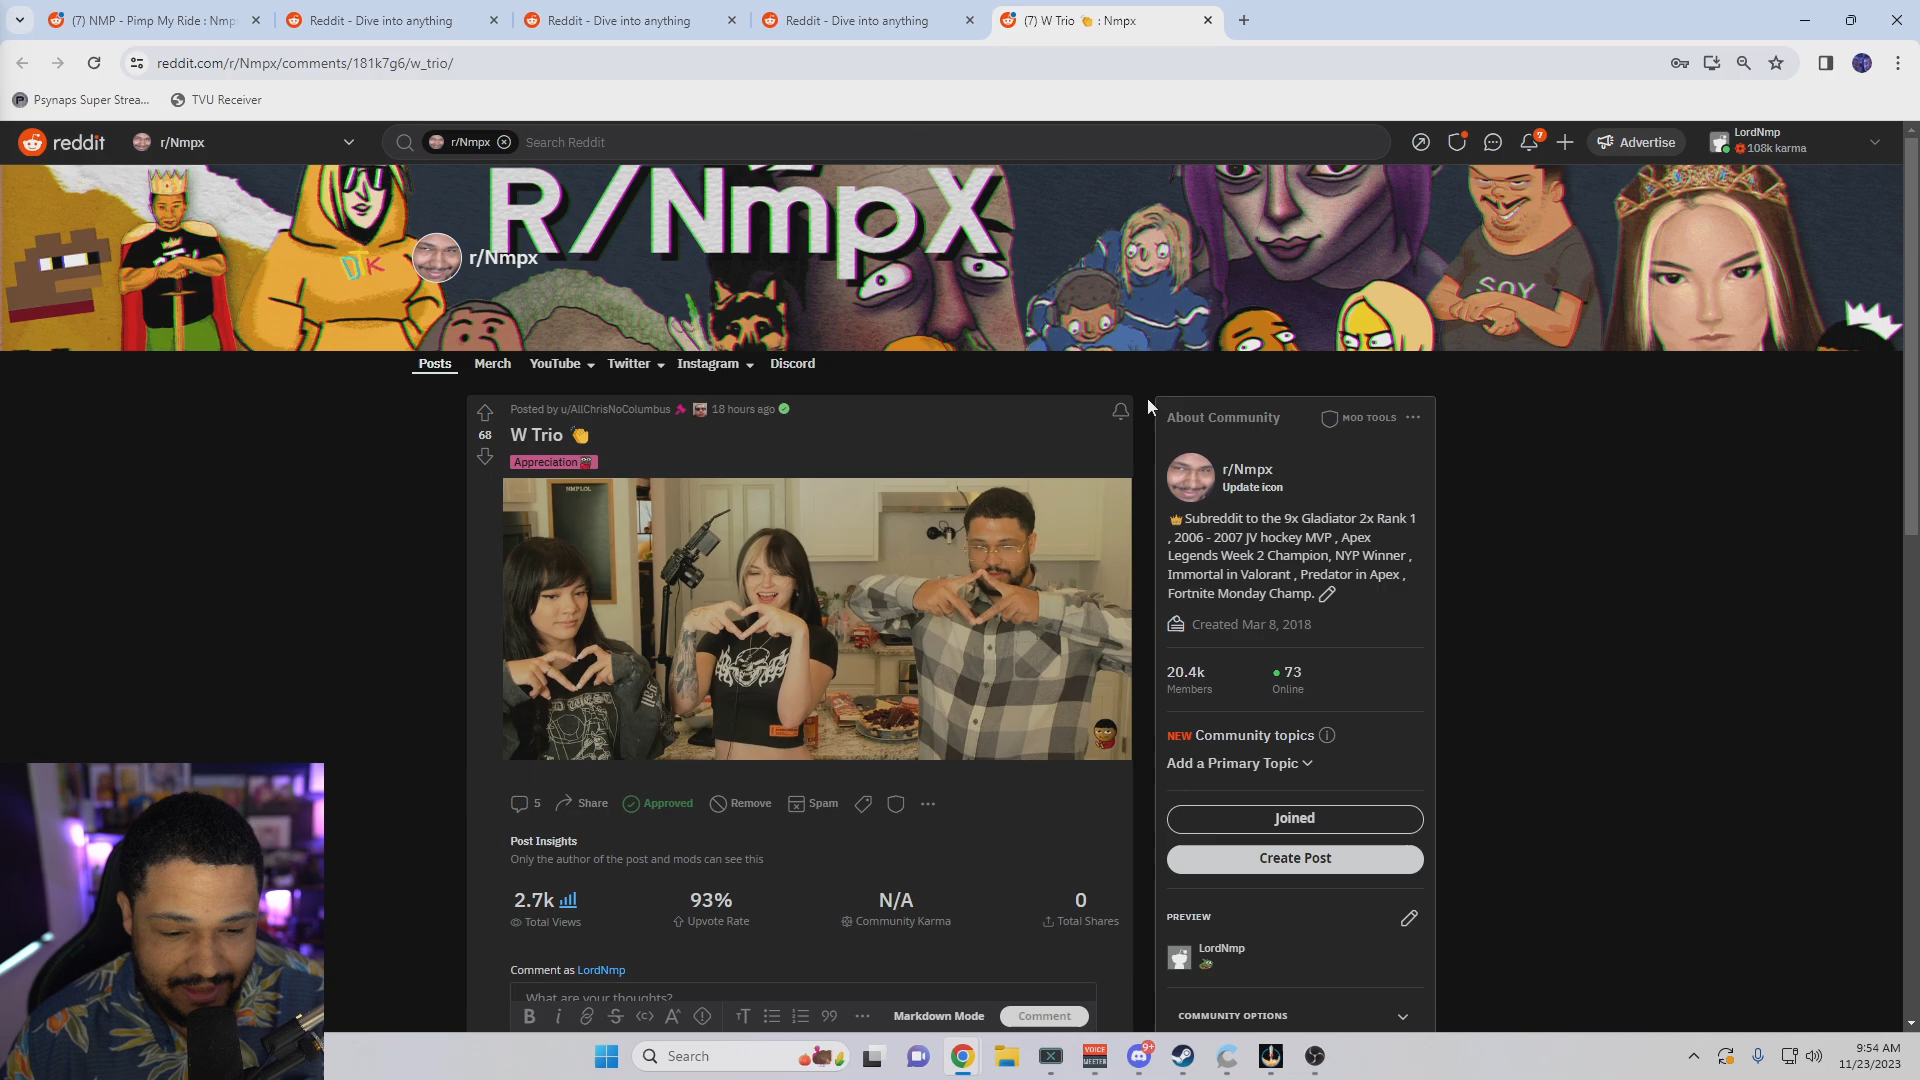 (7) NMP - Pimp My Ride : Nmp
Reddit - Dive into anything
Reddit - Dive into anything
Reddit - Dive into anything
(7) W Trio 👏 : Nmpx
reddit.com/r/Nmpx/comments/181k7g6/w_trio/
Psynaps Super Strea...
TVU Receiver
reddit
r/Nmpx
r/Nmpx
Search Reddit
7
Advertise
LordNmp
108k karma
R/NmpX
DK
SOY
r/Nmpx
Posts
Merch
YouTube
Twitter
Instagram
Discord
Posted by u/AllChrisNoColumbus
18 hours ago
68
W Trio 👏
Appreciation
NMPLOL
5
Share
Approved
Remove
Spam
Post Insights
Only the author of the post and mods can see this
2.7k
93%
N/A
0
Total Views
Upvote Rate
Community Karma
Total Shares
Comment as LordNmp
What are your thoughts?
B
i
99
Markdown Mode
Comment
About Community
MOD TOOLS
r/Nmpx
Update icon
👑Subreddit to the 9x Gladiator 2x Rank 1
, 2006 - 2007 JV hockey MVP , Apex
Legends Week 2 Champion, NYP Winner ,
Immortal in Valorant , Predator in Apex ,
Fortnite Monday Champ.
Created Mar 8, 2018
20.4k
73
Members
Online
NEW Community topics
Add a Primary Topic
Joined
Create Post
PREVIEW
LordNmp
COMMUNITY OPTIONS
Search
VOICE
MEETER
9+
9:54 AM
11/23/2023